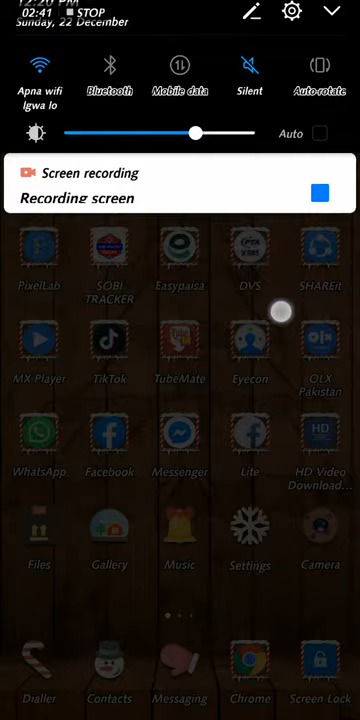 12:20 PM
02:41 STOP
Sunday, 22 December
Apna wifi
lgwa lo
Bluetooth
Mobile data
Silent
Auto-rotate
Auto
Screen recording
Recording screen
PixelLab
SOBI
TRACKER
Easypaisa
DVS
SHAREit
MX Player
TikTok
TubeMate
Eyecon
OLX
Pakistan
WhatsApp
Facebook
Messenger
Lite
HD Video
Download...
Files
Gallery
Music
Settings
Camera
Dialler
Contacts
Messaging
Chrome
Screen Lock